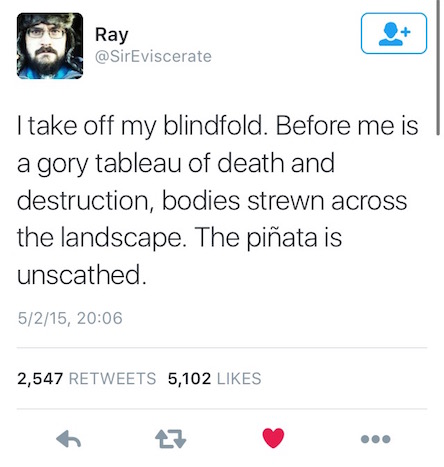 Ray
@SirEviscerate
I take off my blindfold. Before me is
a gory tableau of death and
destruction, bodies strewn across
the landscape. The piñata is
unscathed.
5/2/15, 20:06
2,547 RETWEETS 5,102 LIKES